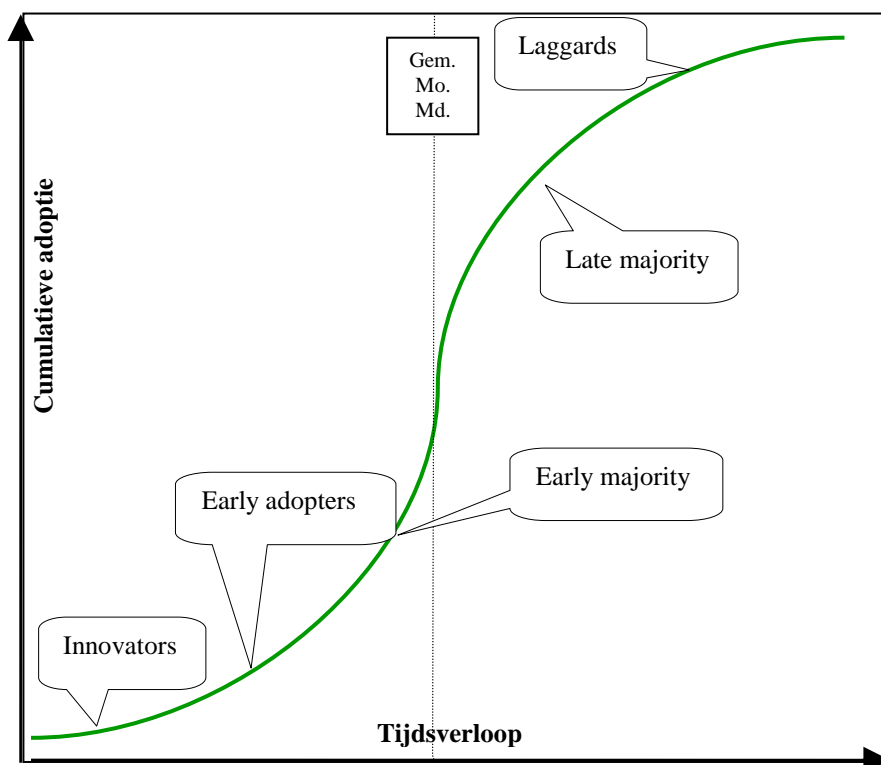 Laggards
Gem.
Mo.
Md.
Late majority
Cumulatieve adoptie
Early majority
Early adopters
Innovators
Tijdsverloop